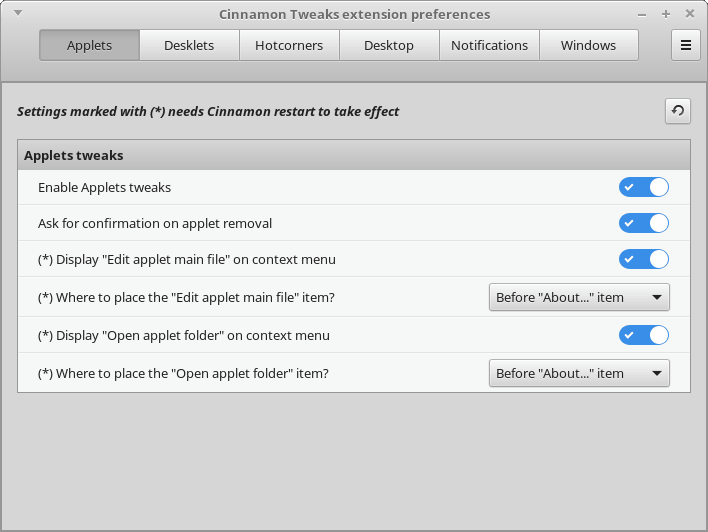 Cinnamon Tweaks extension preferences
Applets Desklets Hotcorners Desktop Notifications Windows
Settings marked with (*) needs Cinnamon restart to take effect
Applets tweaks
Enable Applets tweaks
Ask for confirmation on applet removal
(*) Display "Edit applet main file" on context menu
(*) Where to place the "Edit applet main file" item? Before "About..." item
(*) Display "Open applet folder" on context menu
(*) Where to place the "Open applet folder" item? Before "About..." item